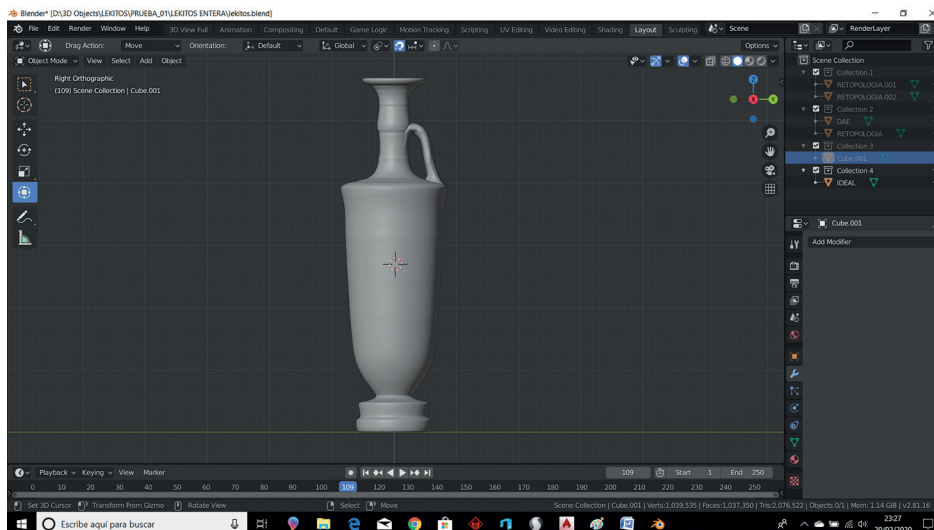 Blender* [D:\3D Objects\LEKITOS\PRUEBA_01\LEKITOS ENTERA\lekitos.blend]
File Edit Render Window Help 3D View Full Animation Compositing Default Game Logic Motion Tracking Scripting UV Editing Video Editing Shading Layout Sculpting Scene RenderLayer
Drag Action: Move Orientation: Default Global Options
Object Mode View Select Add Object
Right Orthographic
(109) Scene Collection | Cube.001
Z
X
Y
Scene Collection
Collection 1
RETOPOLOGIA.001
RETOPOLOGIA.002
Collection 2
DAE
RETOPOLOGIA
Collection 3
Cube.001
Collection 4
IDEAL
Cube.001
Add Modifier
Playback Keying View Marker 109 Start 1 End 250
0 10 20 30 40 50 60 70 80 90 100 109 120 130 140 150 160 170 180 190 200 210 220 230 240 250
Set 3D Cursor Transform From Gizmo Rotate View Select Move Scene Collection | Cube.001 | Verts:1,039,535 | Faces:1,037,350 | Tris:2,076,522 | Objects:0/1 | Mem: 1.14 GiB | v2.81.16
Escribe aquí para buscar
23:27
20/02/2020